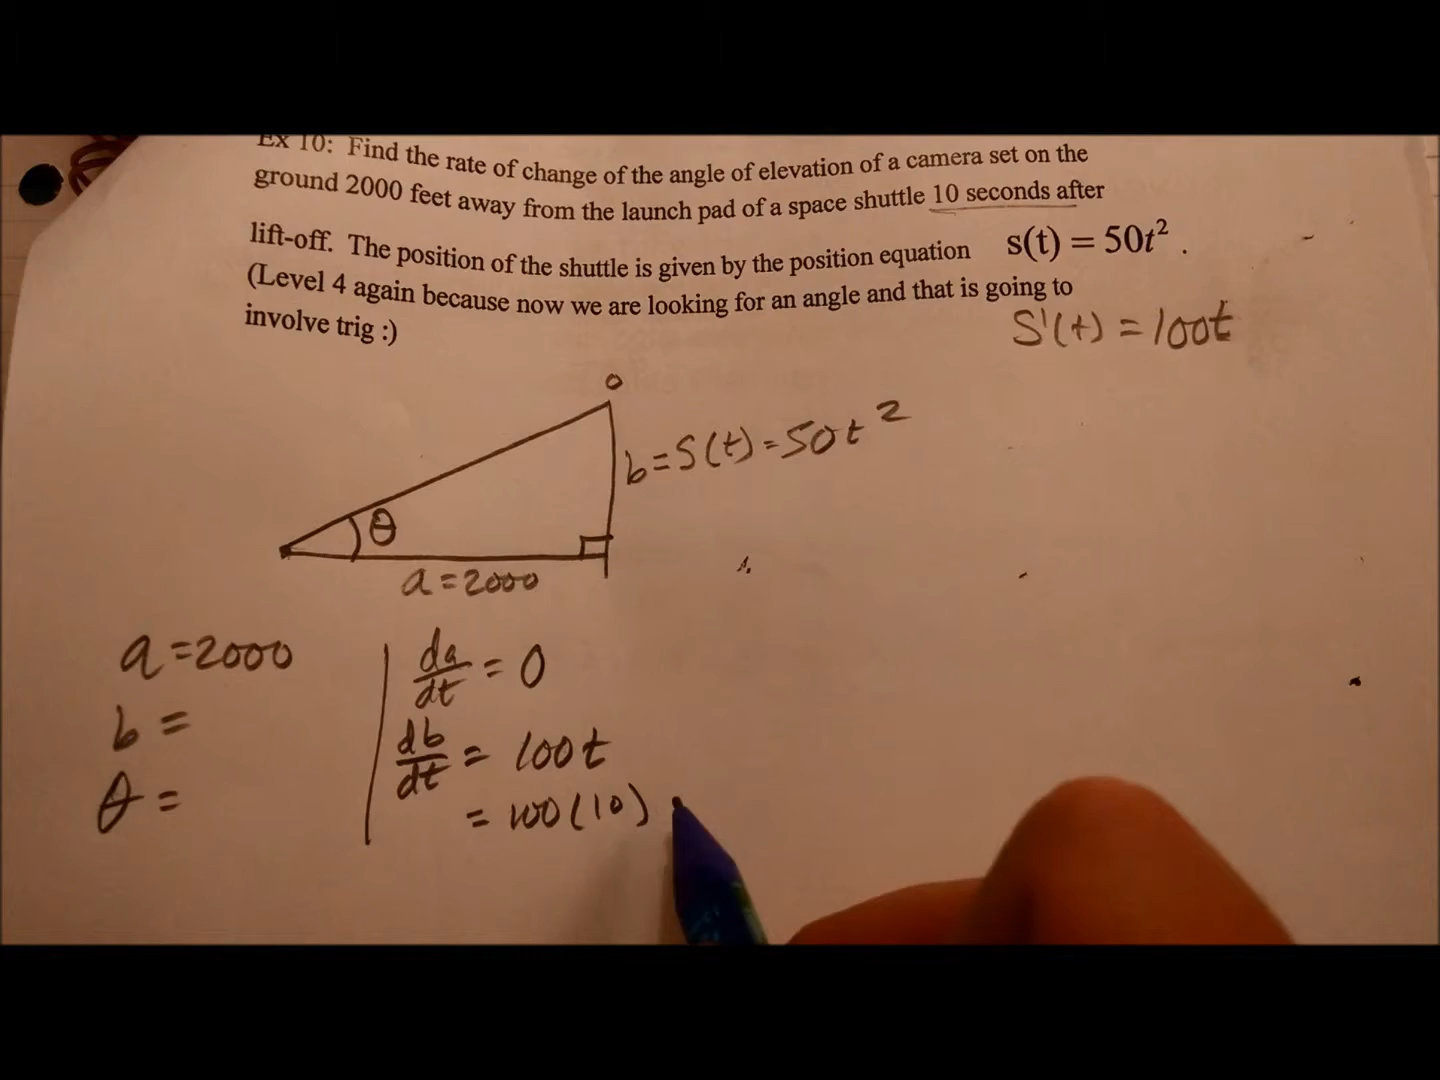 Ex 10: Find the rate of change of the angle of elevation of a camera set on the
ground 2000 feet away from the launch pad of a space shuttle 10 seconds after
lift-off. The position of the shuttle is given by the position equation s(t) = 50t² .
(Level 4 again because now we are looking for an angle and that is going to
involve trig :)
S'(t) = 100t
b = S(t) = 50t²
θ
a = 2000
a = 2000
b =
θ =
da/dt = 0
db/dt = 100t
= 100(10)